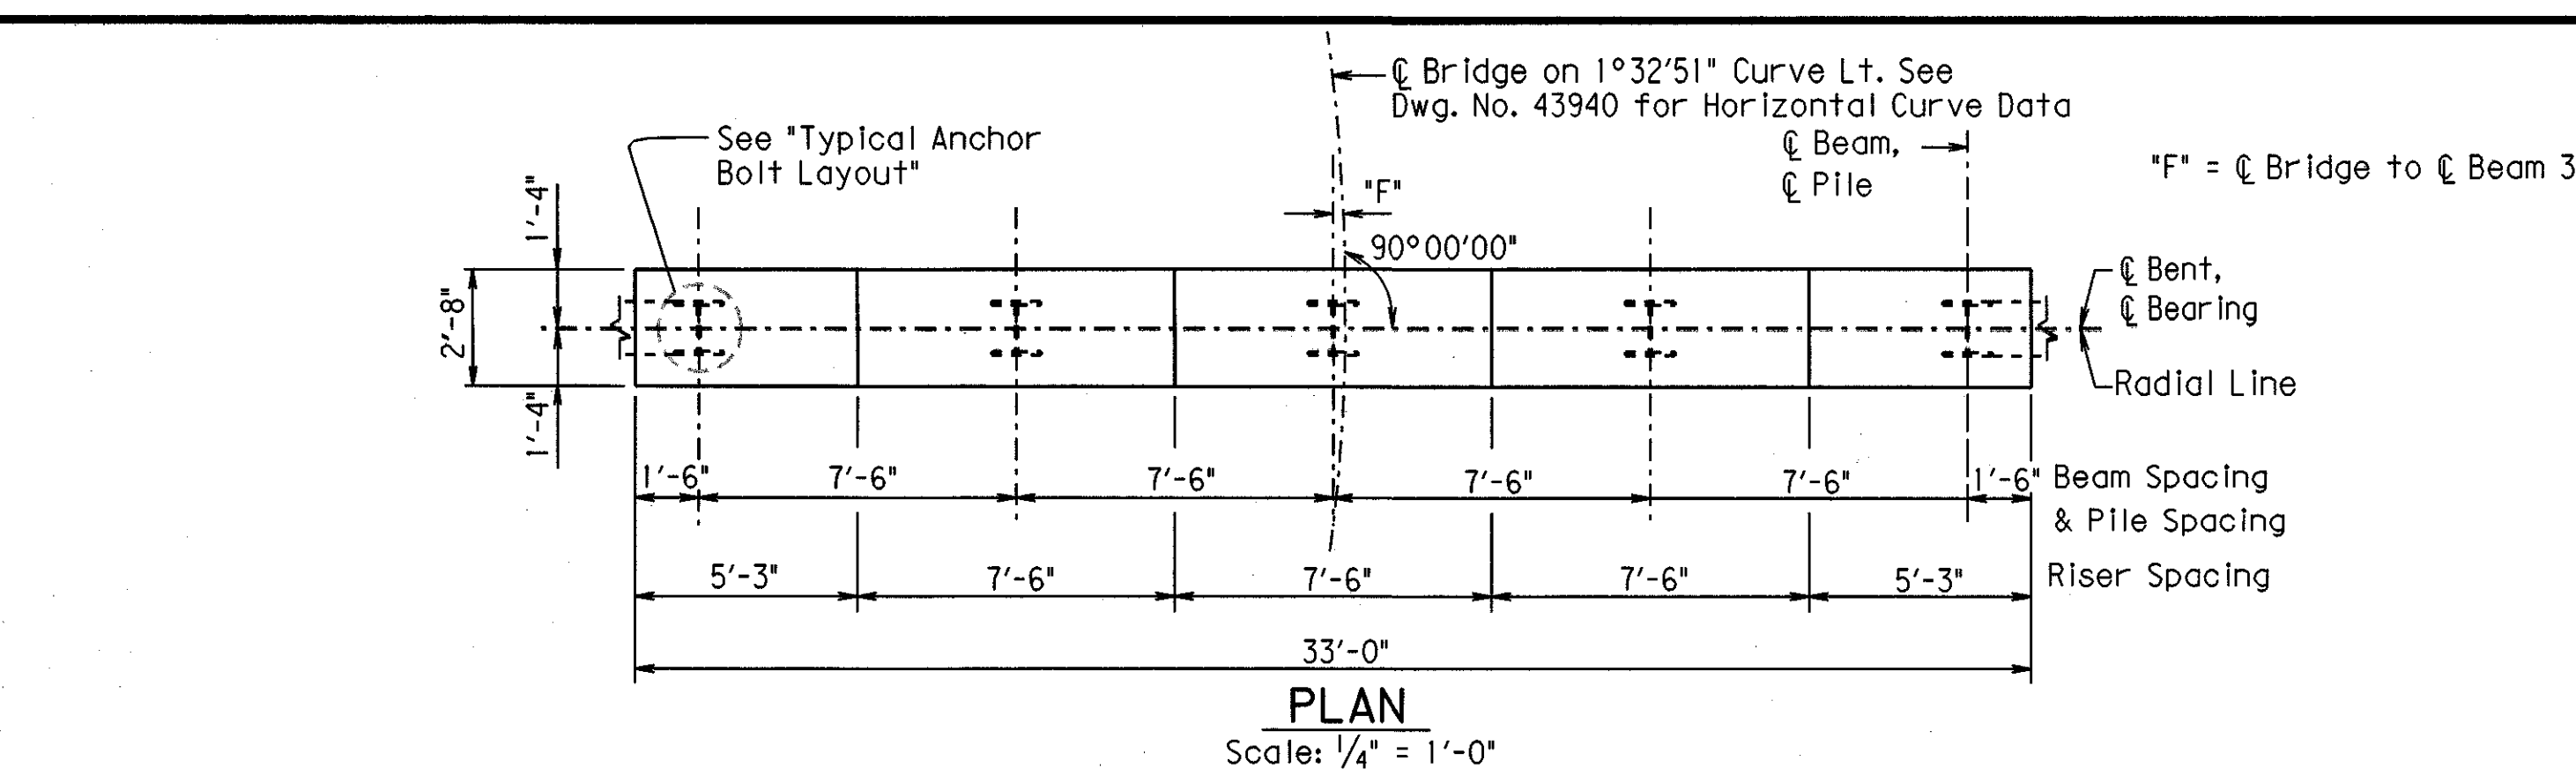 ℄ Bridge on 1°32'51" Curve Lt. See
Dwg. No. 43940 for Horizontal Curve Data
See "Typical Anchor
Bolt Layout"
℄ Beam,
℄ Pile
"F" = ℄ Bridge to ℄ Beam 3
"F"
1'-4"
90°00'00"
℄ Bent,
℄ Bearing
2'-8"
Radial Line
1'-4"
1'-6" 7'-6" 7'-6" 7'-6" 7'-6" 1'-6" Beam Spacing
& Pile Spacing
5'-3" 7'-6" 7'-6" 7'-6" 5'-3" Riser Spacing
33'-0"
PLAN
Scale: 1/4" = 1'-0"